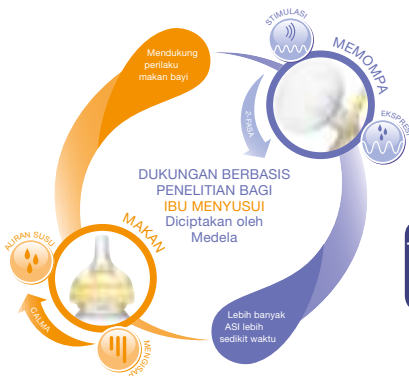 STIMULASI
MEMOMPA
EKSPRESI
2-FASA
Mendukung
perilaku
makan bayi
DUKUNGAN BERBASIS
PENELITIAN BAGI
IBU MENYUSUI
Diciptakan oleh
Medela
MAKAN
ALIRAN SUSU
CALMA
MENGISAP
Lebih banyak
ASI lebih
sedikit waktu